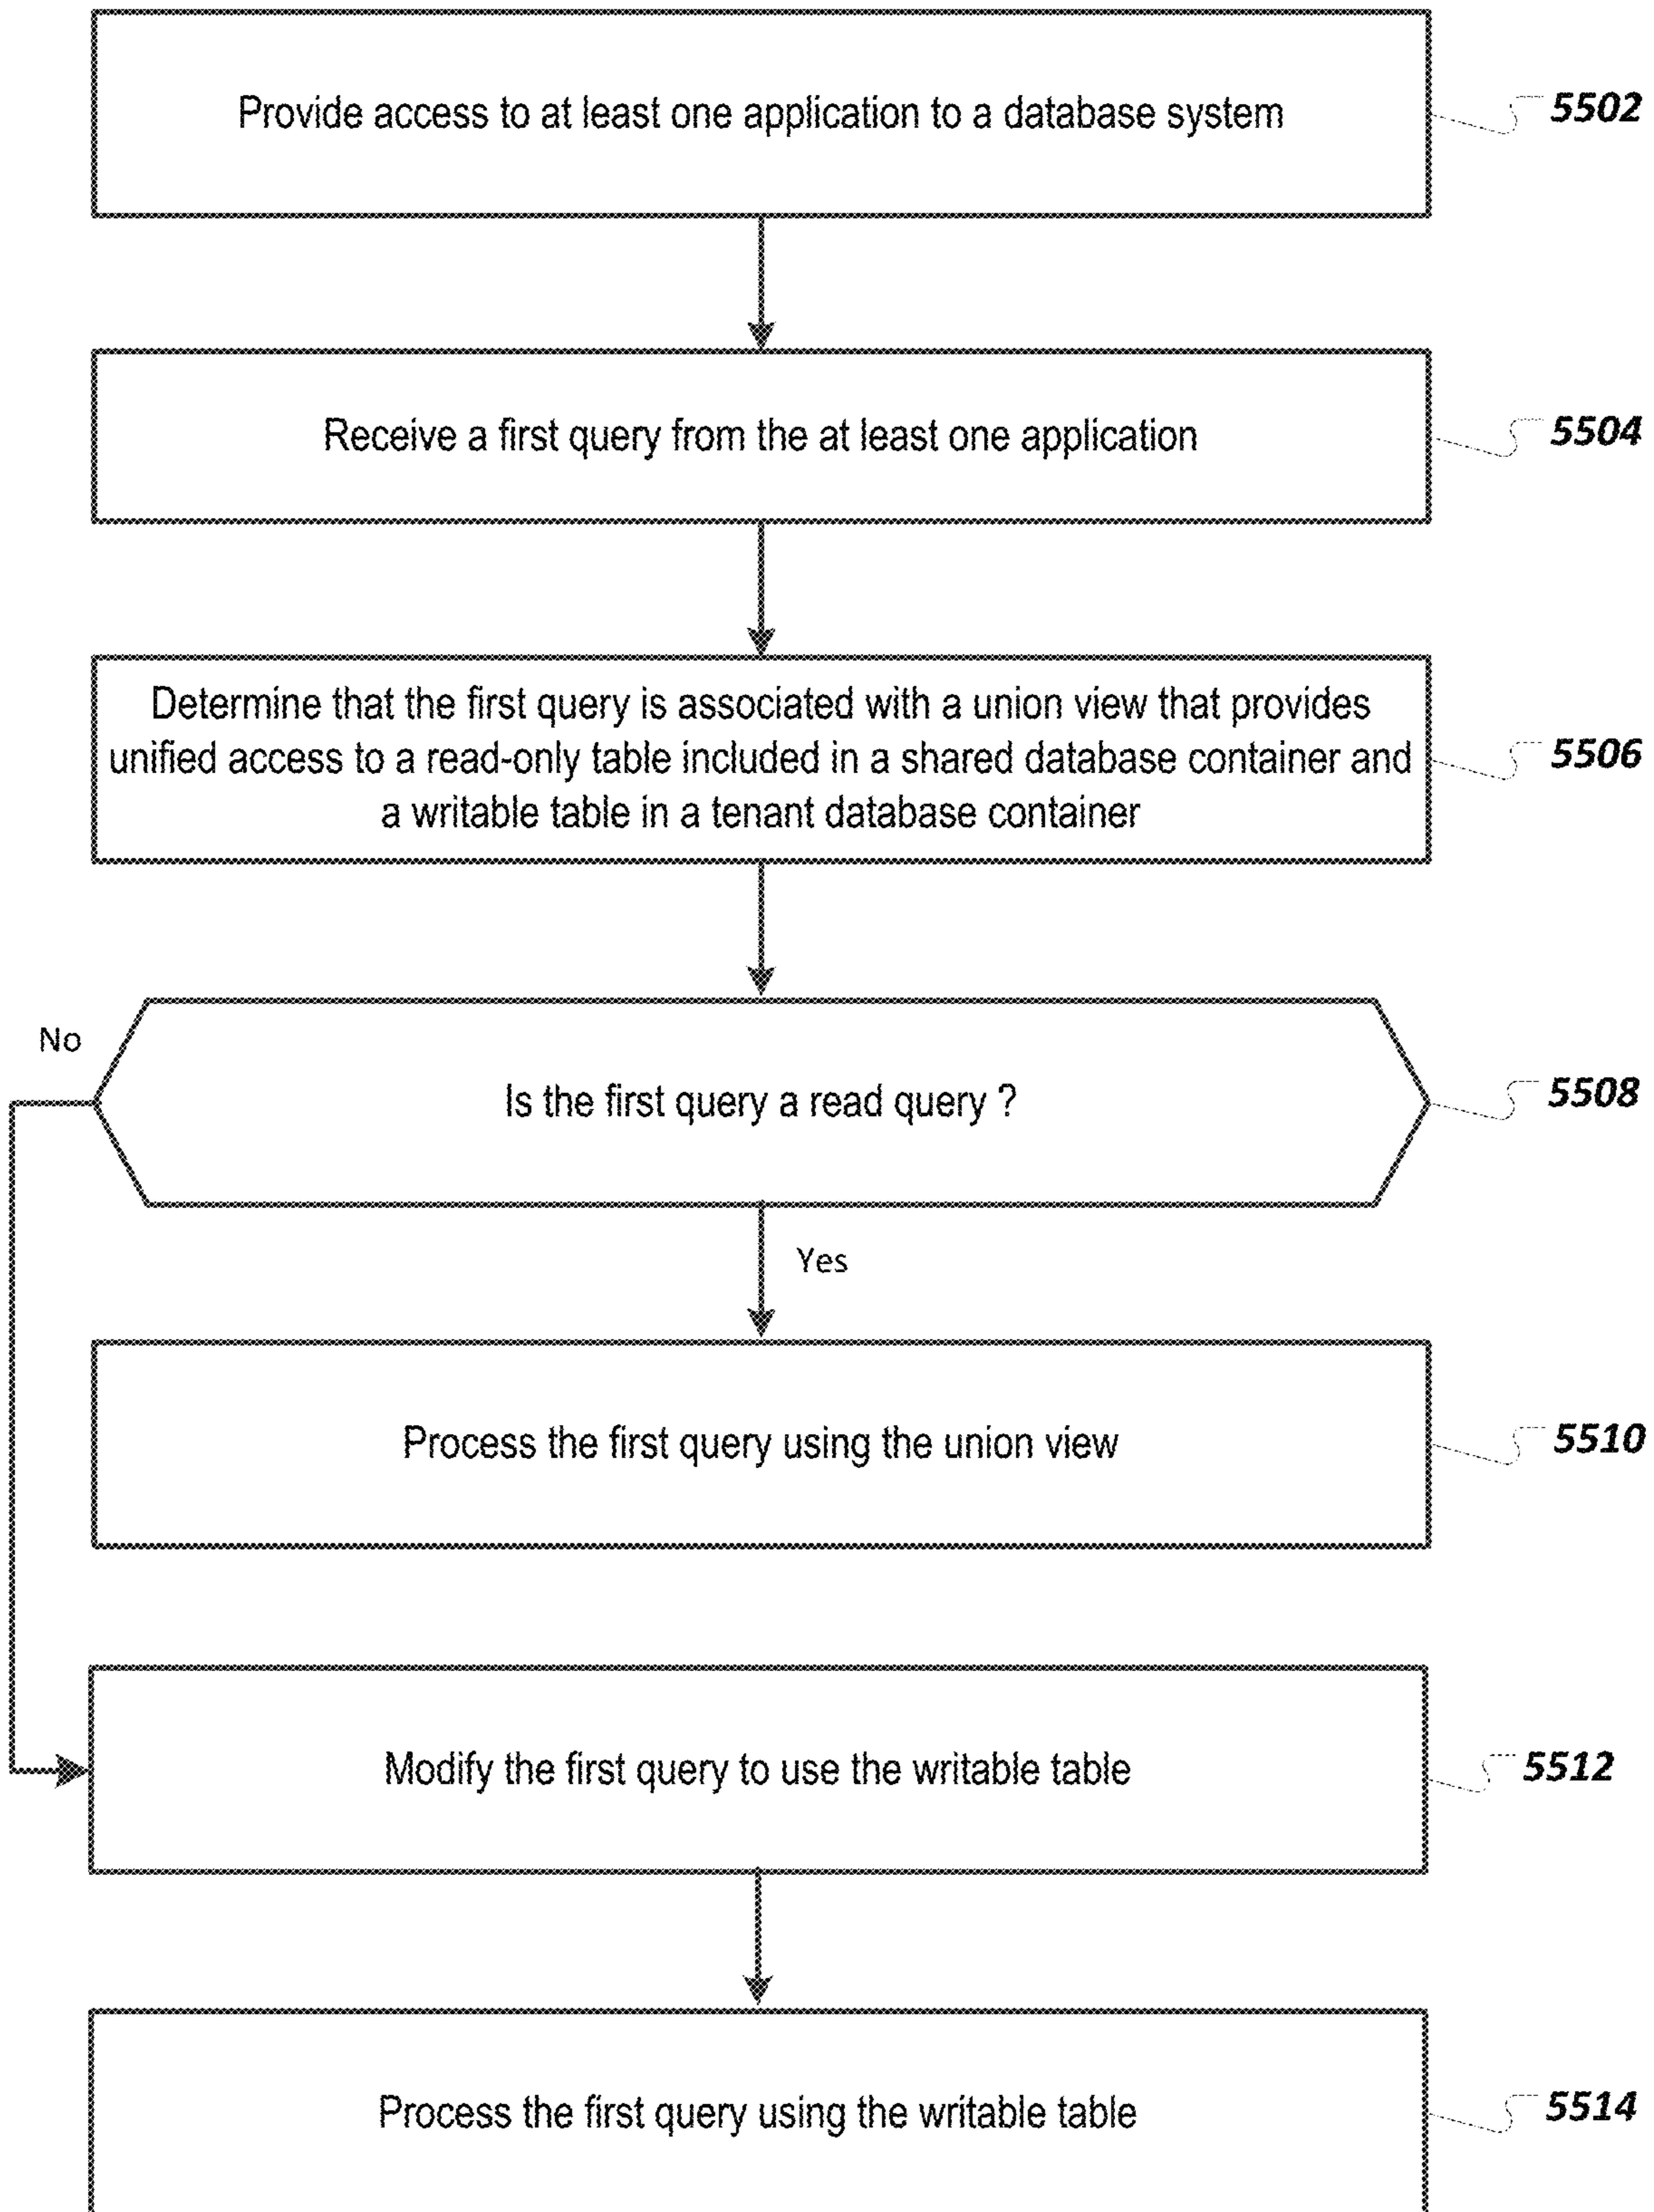 Provide access to at least one application to a database system
5502
Receive a first query from the at least one application
5504
Determine that the first query is associated with a union view that provides
unified access to a read-only table included in a shared database container and
a writable table in a tenant database container
5506
No
Is the first query a read query ?
5508
Yes
Process the first query using the union view
5510
Modify the first query to use the writable table
5512
Process the first query using the writable table
5514